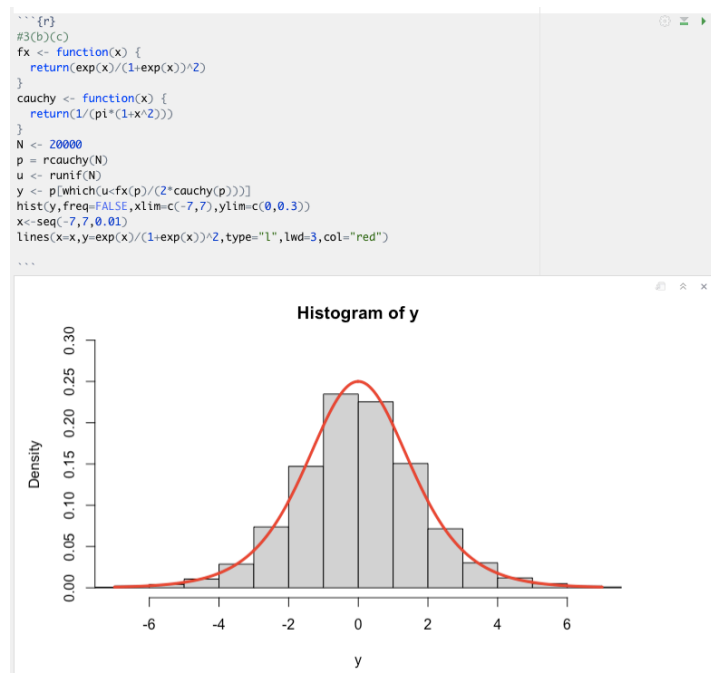 ```{r}
#3(b)(c)
fx <- function(x) {
  return(exp(x)/(1+exp(x))^2)
}
cauchy <- function(x) {
  return(1/(pi*(1+x^2)))
}
N <- 20000
p = rcauchy(N)
u <- runif(N)
y <- p[which(u<fx(p)/(2*cauchy(p)))]
hist(y,freq=FALSE,xlim=c(-7,7),ylim=c(0,0.3))
x<-seq(-7,7,0.01)
lines(x=x,y=exp(x)/(1+exp(x))^2,type="l",lwd=3,col="red")
```
Histogram of y
Density
0.30
0.25
0.20
0.15
0.10
0.05
0.00
-6 -4 -2 0 2 4 6
y